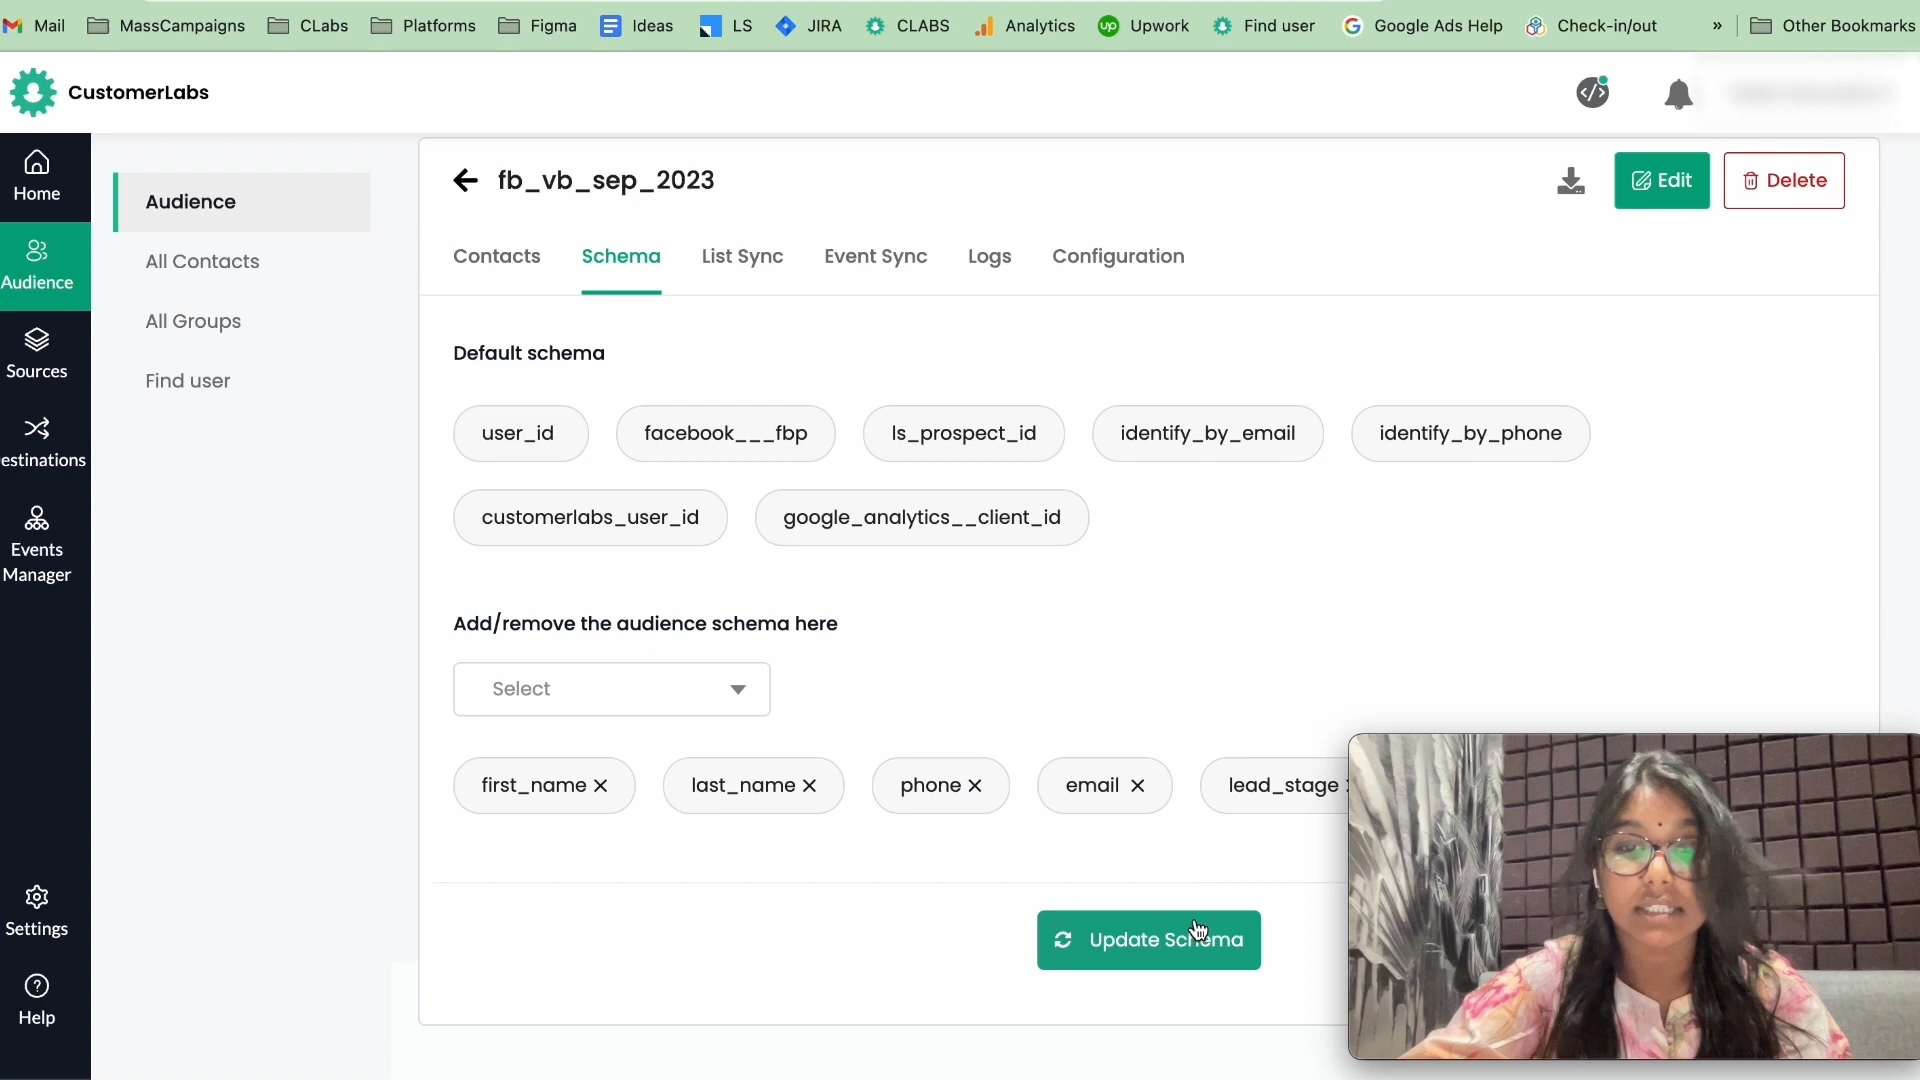 Mail MassCampaigns CLabs Platforms Figma Ideas LS JIRA CLABS Analytics Upwork Find user Google Ads Help Check-in/out » Other Bookmarks
CustomerLabs
Home
Audience
Sources
estinations
Events
Manager
Settings
Help
Audience
All Contacts
All Groups
Find user
fb_vb_sep_2023
Edit
Delete
Contacts Schema List Sync Event Sync Logs Configuration
Default schema
user_id facebook___fbp ls_prospect_id identify_by_email identify_by_phone
customerlabs_user_id google_analytics__client_id
Add/remove the audience schema here
Select
first_name last_name phone email lead_stage
Update Schema